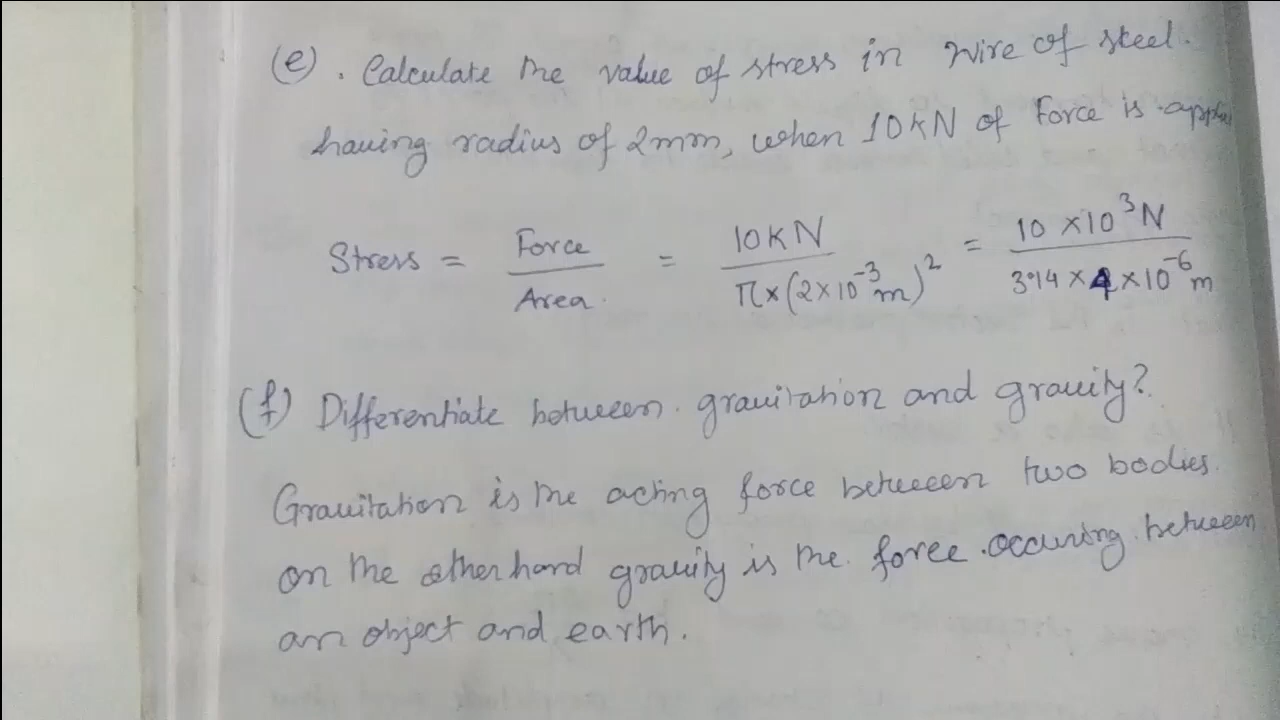 (e). Calculate the value of stress in wire of steel.
having radius of 2mm, when 10KN of Force is
Stress = Force / Area = 10KN / π×(2×10⁻³m)² = 10×10³N / 3.14×4×10⁻⁶m
(f) Differentiate between gravitation and gravity?
Gravitation is the acting force between two bodies.
on the other hand gravity is the force occuring between
an object and earth.